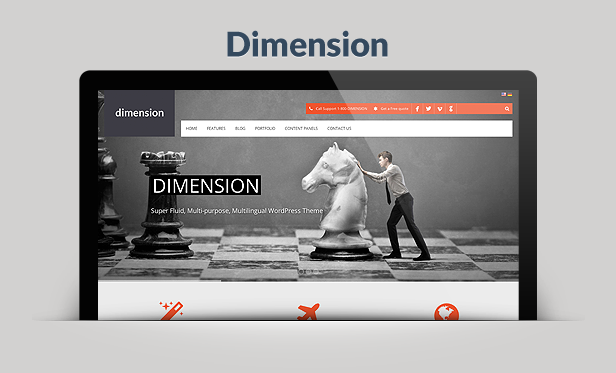 Dimension
dimension
Call Support 1-800-DIMENSION Get a free quote
HOME FEATURES BLOG PORTFOLIO CONTENT PANELS CONTACT US
DIMENSION
Super Fluid, Multi-purpose, Multilingual WordPress Theme